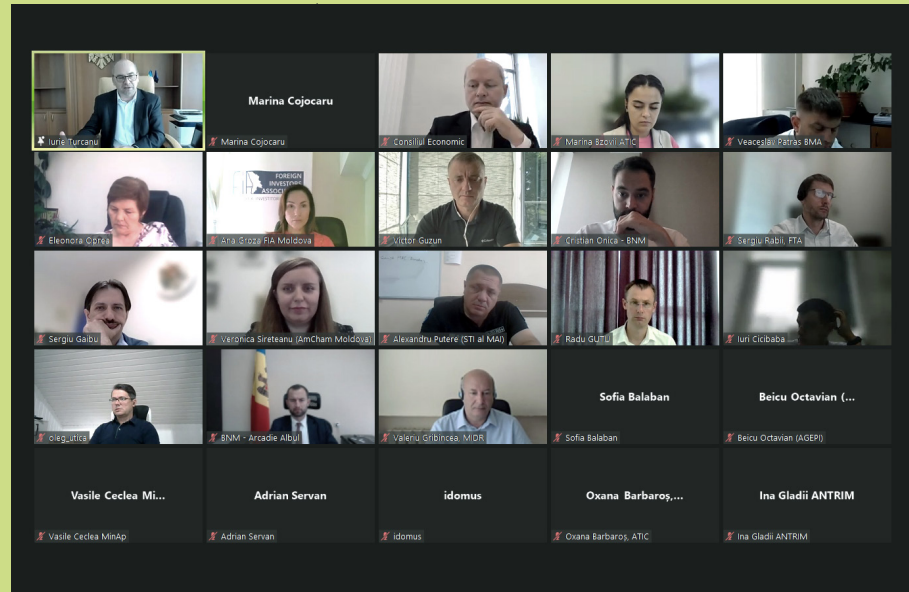 Iurie Turcanu
Marina Cojocaru
Marina Cojocaru
Consiliul Economic
Marina Bzovîi ATIC
Veaceslav Patras BMA
Eleonora Ciprea
FOREIGN
INVESTORS
Ana Groza FIA Moldova
Victor Guzun
Cristian Onica - BNM
Sergiu Rabii, FTA
Sergiu Gaibu
Veronica Sireteanu (AmCham Moldova)
Alexandru Putere (STI al MAI)
Radu GUTU
Iuri Cicibaba
oleg_utica
BNM - Arcadie Albul
Valeriu Gribincea, MIDR
Sofia Balaban
Sofia Balaban
Beicu Octavian (...
Beicu Octavian (AGEPI)
Vasile Ceclea Mi...
Vasile Ceclea MinAp
Adrian Servan
Adrian Servan
idomus
idomus
Oxana Barbaroș,...
Oxana Barbaroș, ATIC
Ina Gladii ANTRIM
Ina Gladii ANTRIM